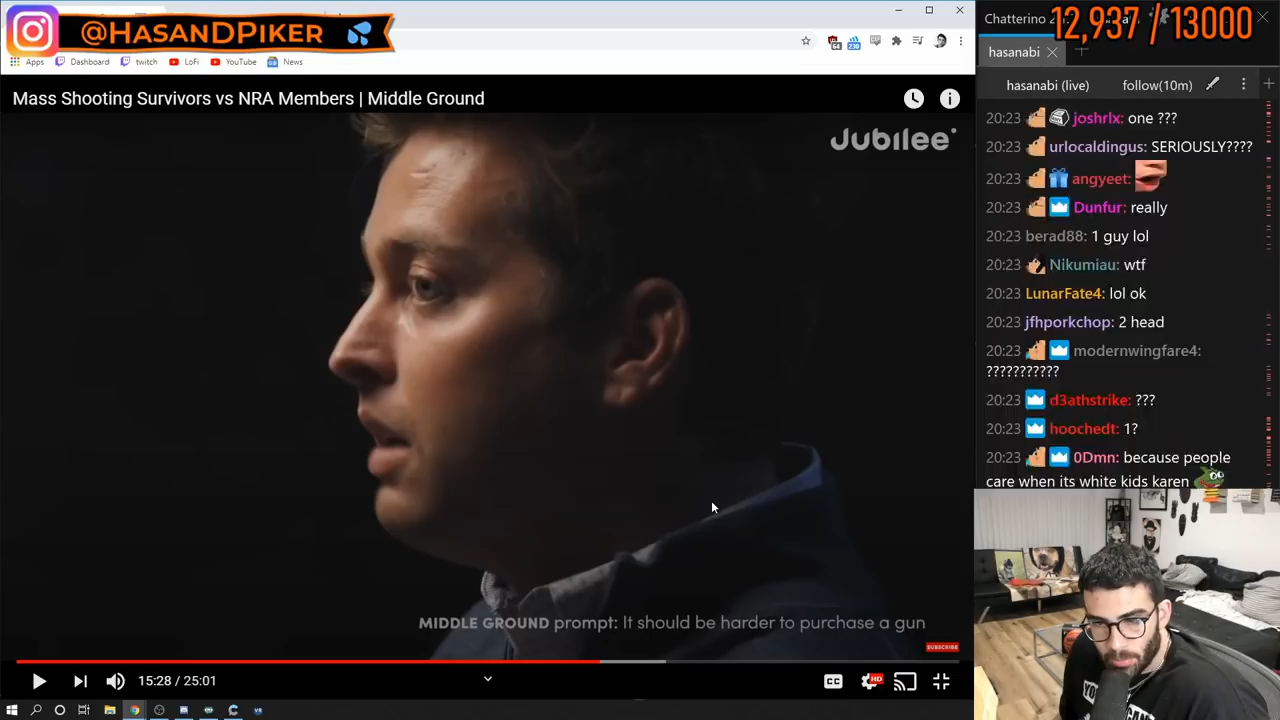 @HASANDPIKER
Apps
Dashboard
twitch
LoFi
YouTube
News
64
230
Mass Shooting Survivors vs NRA Members | Middle Ground
JUBILEE
MIDDLE GROUND prompt: It should be harder to purchase a gun
SUBSCRIBE
15:28 / 25:01
CC
HD
Chatterino
12,937 / 13000
hasanabi
hasanabi (live)
follow(10m)
20:23 joshrlx: one ???
20:23 urlocaldingus: SERIOUSLY????
20:23 angyeet:
20:23 Dunfur: really
20:23 berad88: 1 guy lol
20:23 Nikumiau: wtf
20:23 LunarFate4: lol ok
20:23 jfhporkchop: 2 head
20:23 modernwingfare4:
???????????
20:23 d3athstrike: ???
20:23 hoochedt: 1?
20:23 0Dmn: because people
care when its white kids karen